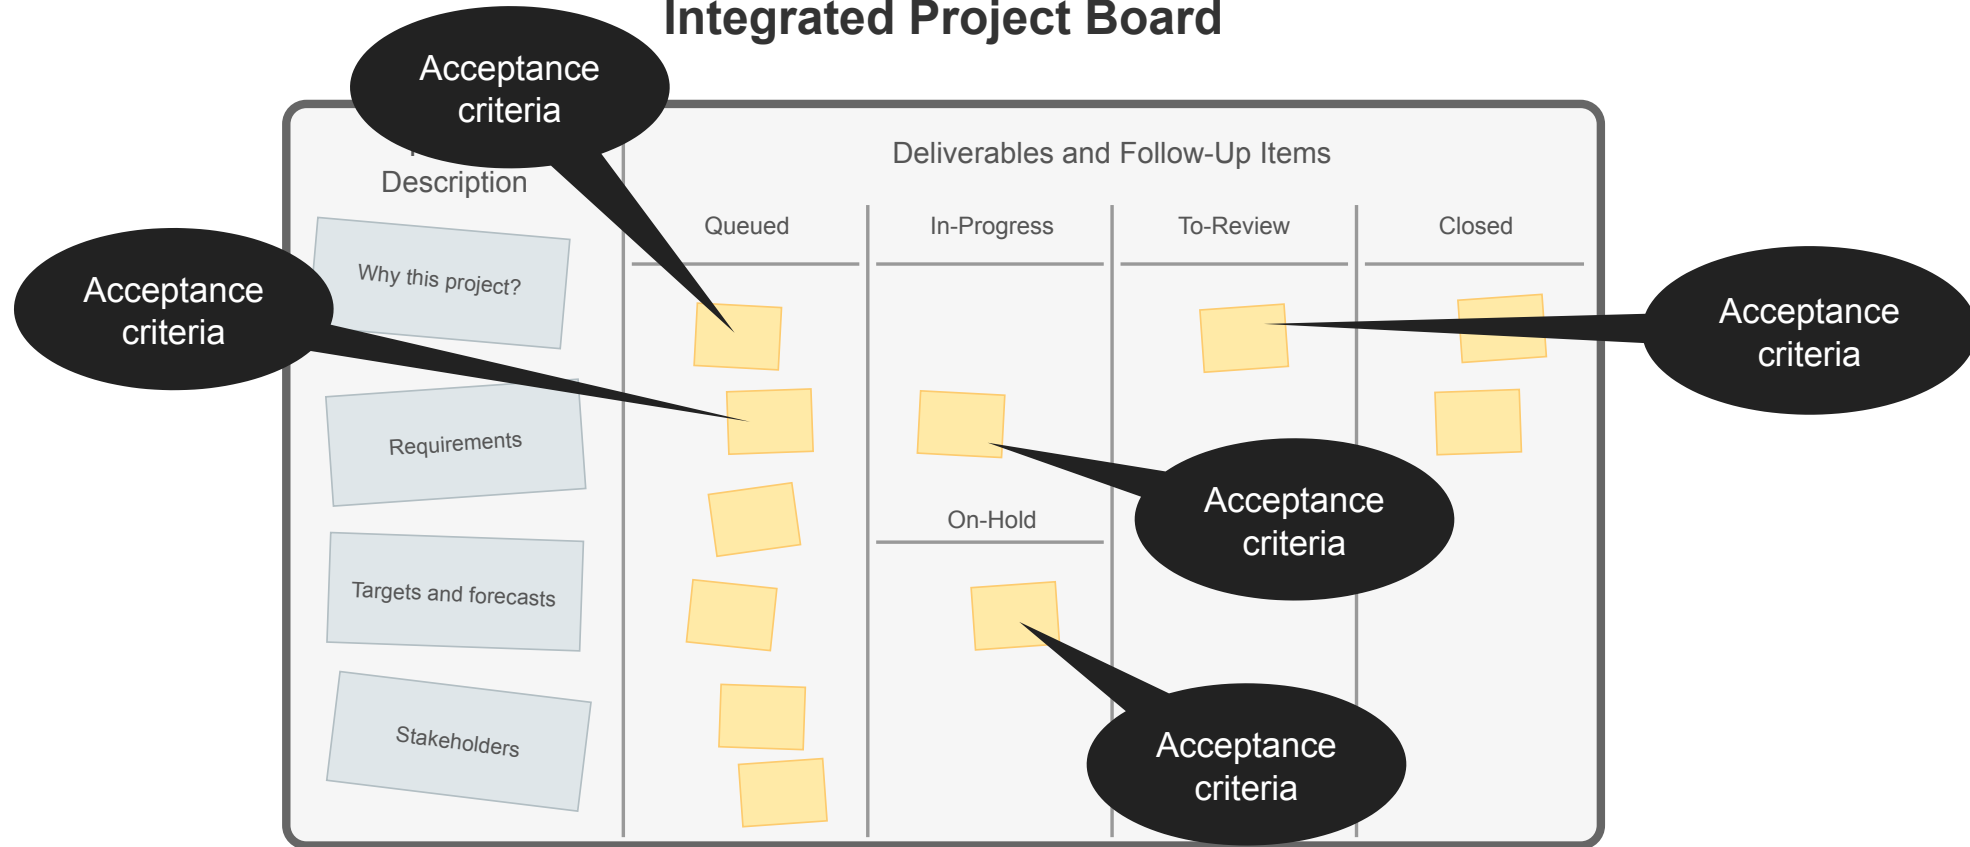 Integrated Project Board
Acceptance
criteria
Description
Deliverables and Follow-Up Items
Queued
In-Progress
To-Review
Closed
Why this project?
Acceptance
criteria
Acceptance
criteria
Requirements
Acceptance
criteria
On-Hold
Targets and forecasts
Stakeholders
Acceptance
criteria